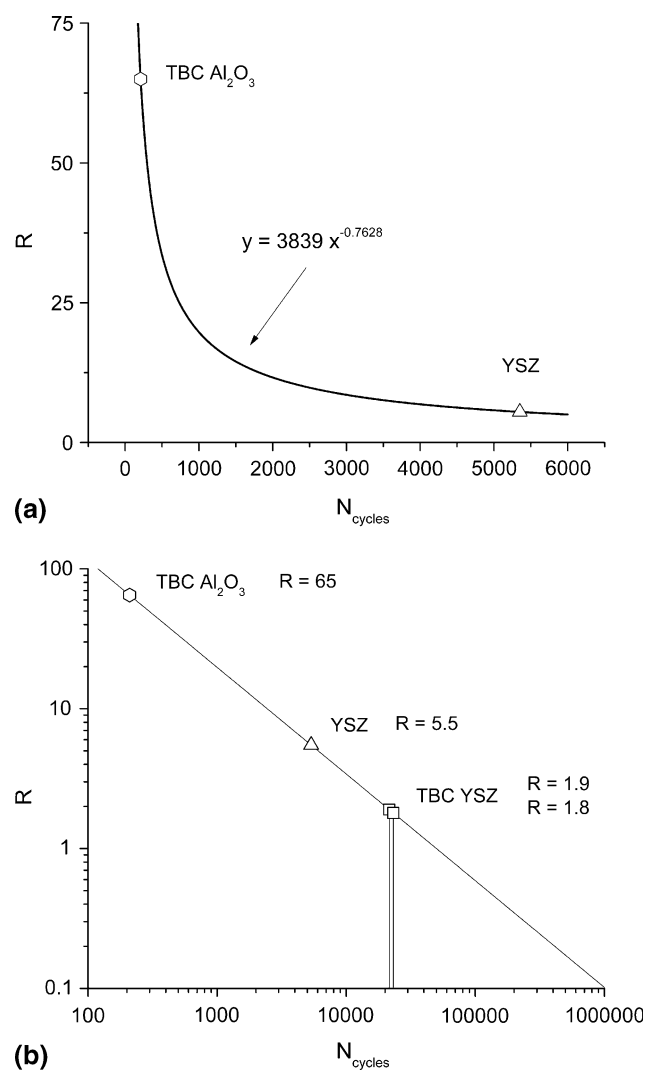 75
TBC Al2O3
50
R
y = 3839 x^-0.7628
25
YSZ
0
0 1000 2000 3000 4000 5000 6000
Ncycles
(a)
100
TBC Al2O3 R = 65
10
YSZ R = 5.5
R
TBC YSZ R = 1.9
R = 1.8
1
0.1
100 1000 10000 100000 1000000
Ncycles
(b)